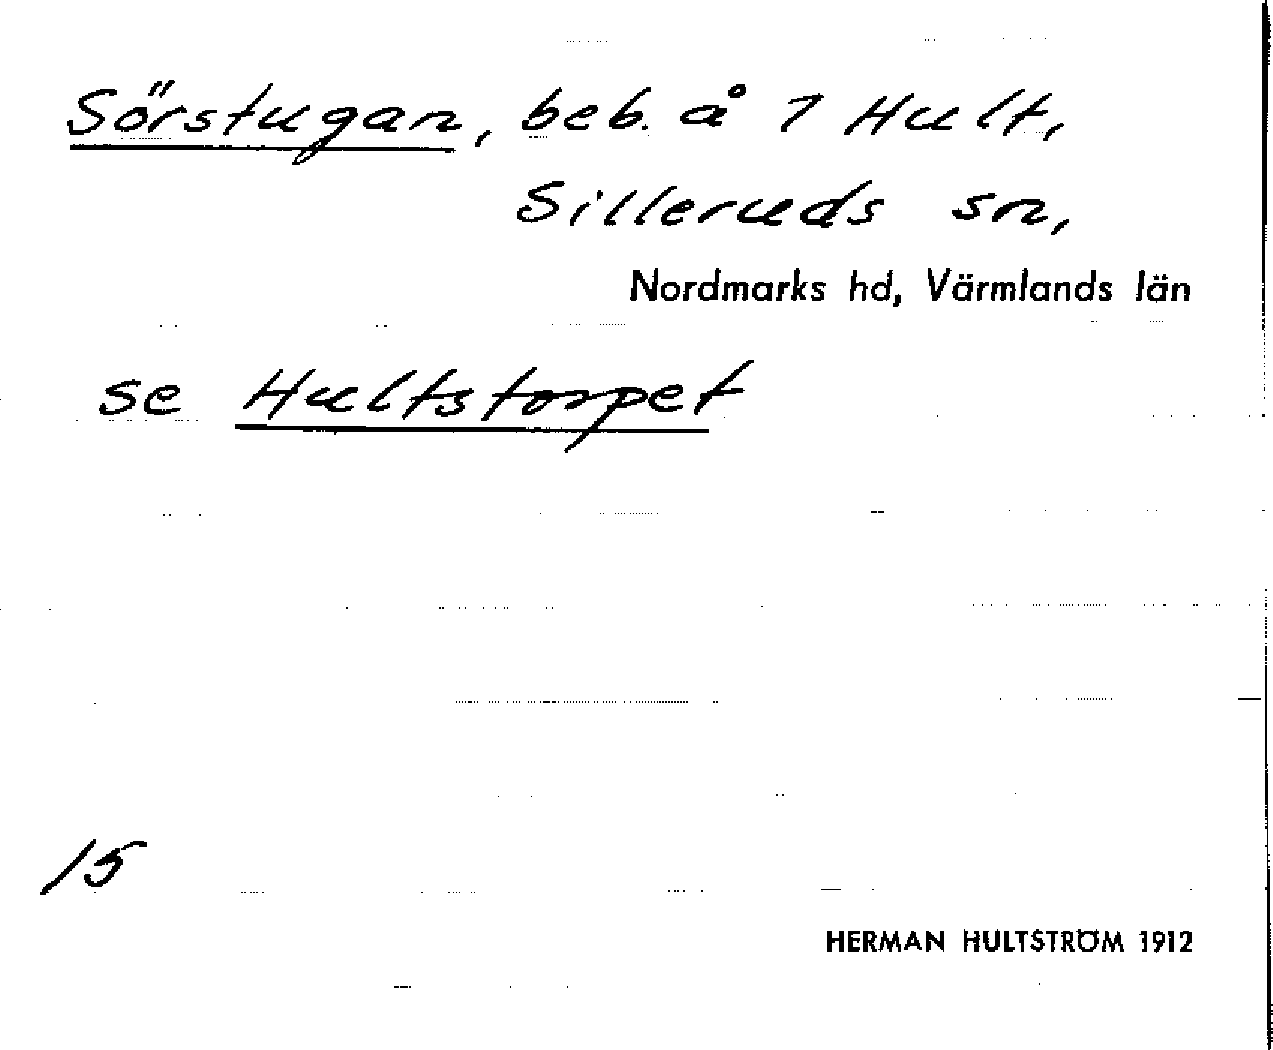 Sörstugan, beb. å 7 Hult,
Silleruds sn,
Nordmarks hd, Värmlands län
se Hultstorpet
15
HERMAN HULTSTRÖM 1912